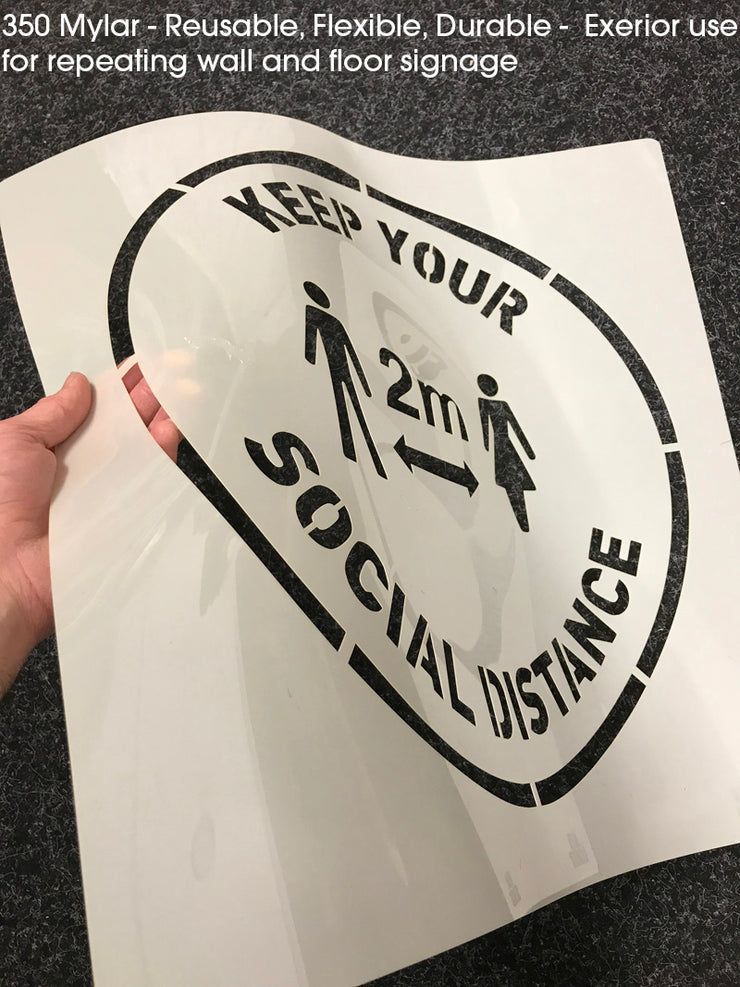 350 Mylar - Reusable, Flexible, Durable -  Exerior use
for repeating wall and floor signage
KEEP YOUR
2m
SOCIAL DISTANCE